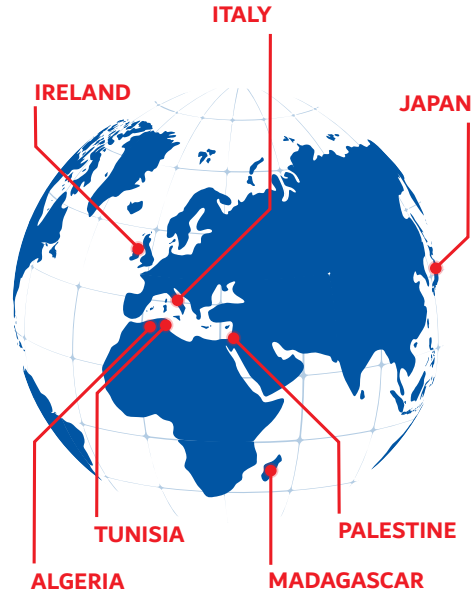 ITALY
IRELAND
JAPAN
TUNISIA
PALESTINE
ALGERIA
MADAGASCAR